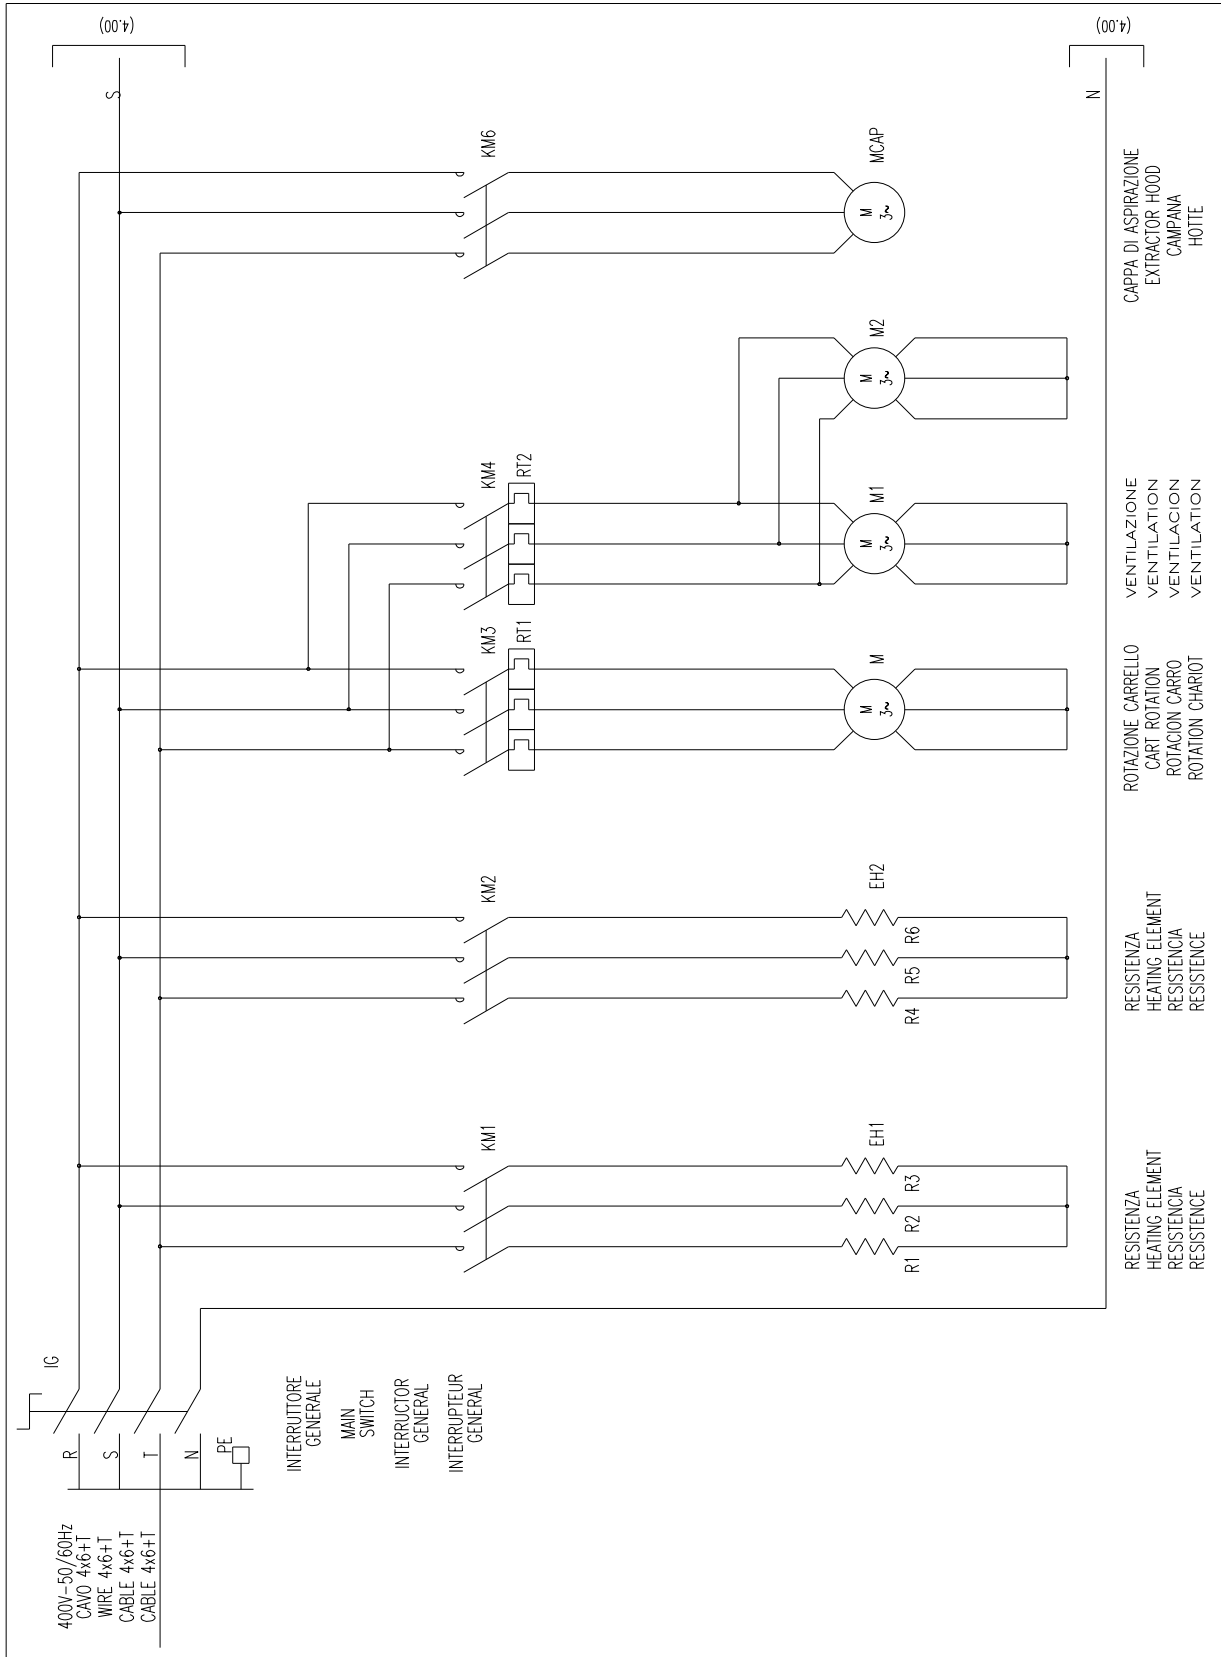 400V-50/60Hz
CAVO 4x6+T
WIRE 4x6+T
CABLE 4x6+T
CABLE 4x6+T
R
S
T
N
PE
IG
INTERRUTTORE
GENERALE
MAIN
SWITCH
INTERRUCTOR
GENERAL
INTERRUPTEUR
GENERAL
KM1
EH1
R1
R2
R3
RESISTENZA
HEATING ELEMENT
RESISTENCIA
RESISTENCE
KM2
EH2
R4
R5
R6
RESISTENZA
HEATING ELEMENT
RESISTENCIA
RESISTENCE
KM3
RT1
M
M
3~
ROTAZIONE CARRELLO
CART ROTATION
ROTACION CARRO
ROTATION CHARIOT
KM4
RT2
M1
M
3~
M2
M
3~
VENTILAZIONE
VENTILATION
VENTILACION
VENTILATION
KM6
MCAP
M
3~
CAPPA DI ASPIRAZIONE
EXTRACTOR HOOD
CAMPANA
HOTTE
S
(4.00)
N
(4.00)